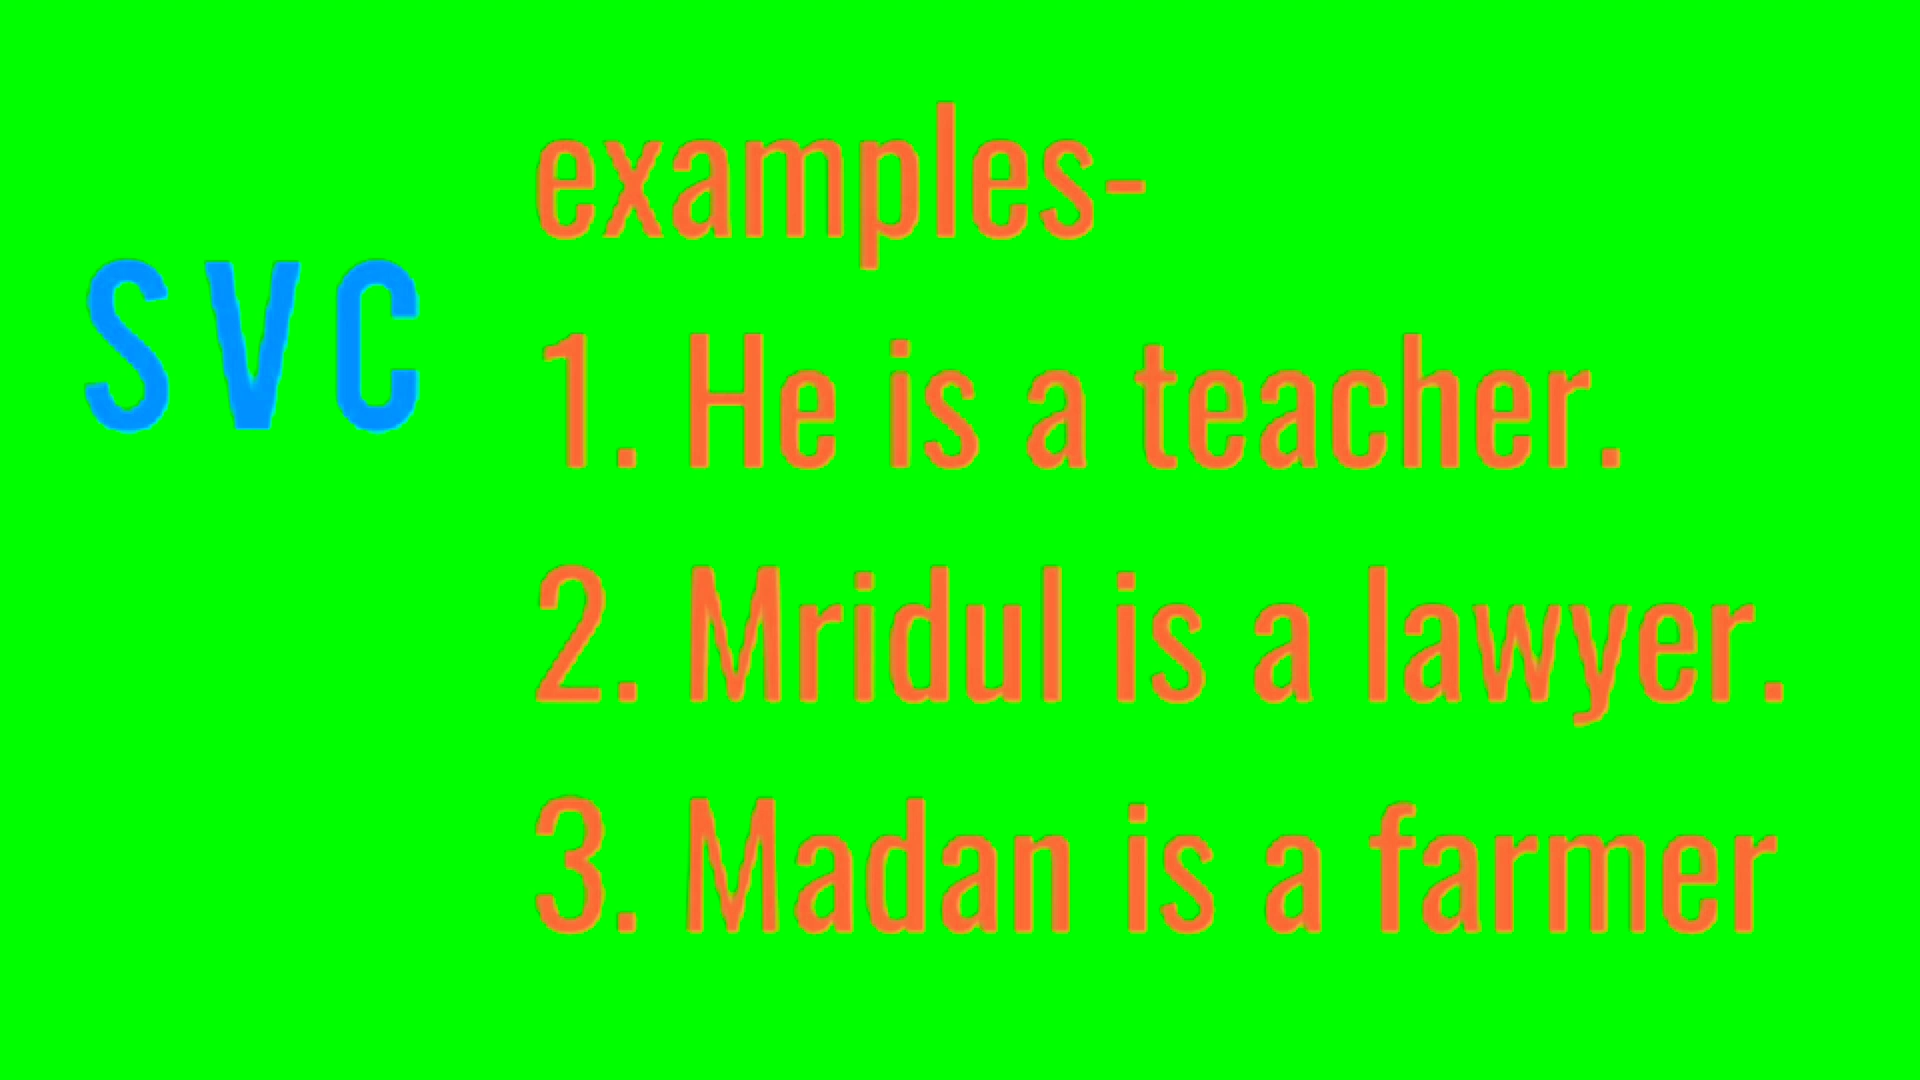 examples-
S V C
1. He is a teacher.
2. Mridul is a lawyer.
3. Madan is a farmer